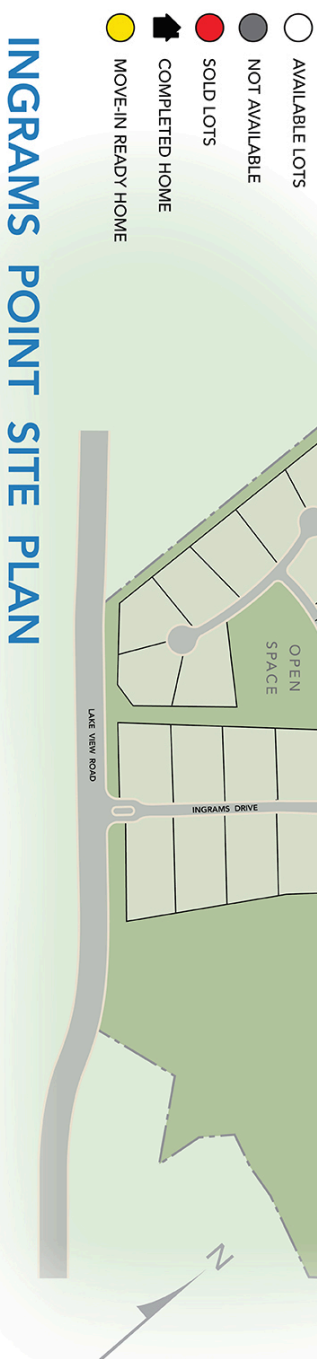 AVAILABLE LOTS
NOT AVAILABLE
SOLD LOTS
COMPLETED HOME
MOVE-IN READY HOME
INGRAMS POINT SITE PLAN
OPEN
SPACE
LAKE VIEW ROAD
INGRAMS DRIVE
N